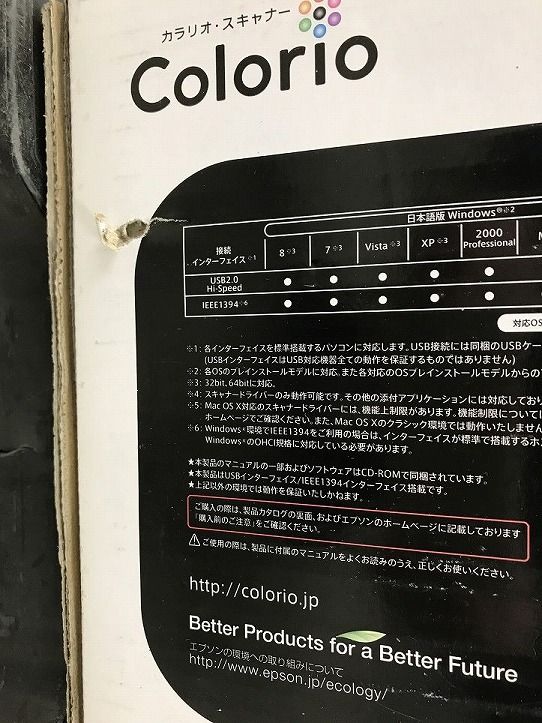 カラリオ・スキャナー
Colorio
日本語版 Windows®※2
接続
インターフェイス※1
8※3
7※3
Vista※3
XP※3
2000
Professional
M
USB2.0
Hi-Speed
● ● ● ● ●
IEEE1394※6
● ● ● ● ●
対応OS
※1: 各インターフェイスを標準搭載するパソコンに対応します。USB接続には同梱のUSBケー
(USBインターフェイスはUSB対応機器全ての動作を保証するものではありません)
※2: 各OSのプレインストールモデルに対応、また各対応のOSプレインストールモデルからの
※3: 32bit, 64bitに対応。
※4: スキャナードライバーのみ動作可能です。その他の添付アプリケーションには対応してお
※5: Mac OS X対応のスキャナードライバーには、機能上制限があります。機能制限について
ホームページでご確認ください。また、Mac OS Xのクラシック環境では動作いたしません
※6: Windows®環境でIEEE1394をご利用の場合は、インターフェイスが標準で搭載するホス
Windows®のOHCI規格に対応している必要があります。
★本製品のマニュアルの一部およびソフトウェアはCD-ROMで同梱されています。
★本製品はUSBインターフェイス/IEEE1394インターフェイス搭載です。
★上記以外の環境では動作を保証いたしかねます。
ご購入の際は、製品カタログの裏面、およびエプソンのホームページに記載しております
「購入前のご注意」をご確認ください。
⚠ご使用の際は、製品に付属のマニュアルをよくお読みのうえ、正しくお使いください。
http://colorio.jp
Better Products for a Better Future
エプソンの環境への取り組みについて
http://www.epson.jp/ecology/